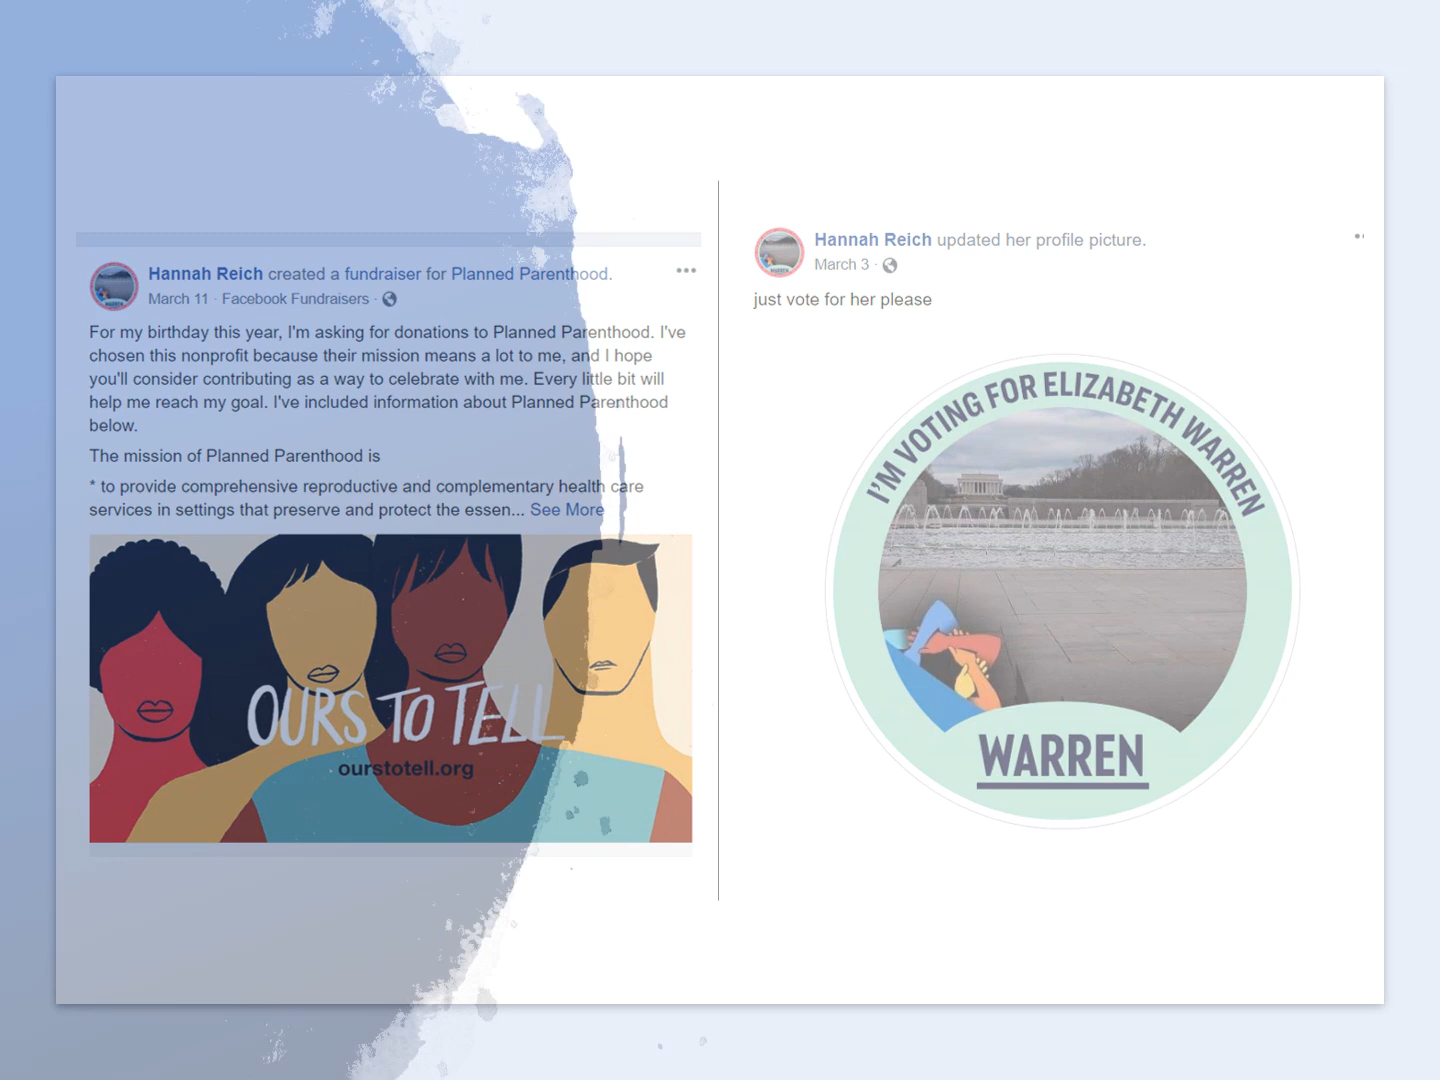 Hannah Reich created a fundraiser for Planned Parenthood.
March 11 · Facebook Fundraisers ·
For my birthday this year, I'm asking for donations to Planned Parenthood. I've
chosen this nonprofit because their mission means a lot to me, and I hope
you'll consider contributing as a way to celebrate with me. Every little bit will
help me reach my goal. I've included information about Planned Parenthood
below.
The mission of Planned Parenthood is
* to provide comprehensive reproductive and complementary health care
services in settings that preserve and protect the essen... See More
OURS TO TELL
ourstotell.org
Hannah Reich updated her profile picture.
March 3 ·
just vote for her please
I'M VOTING FOR ELIZABETH WARREN
WARREN